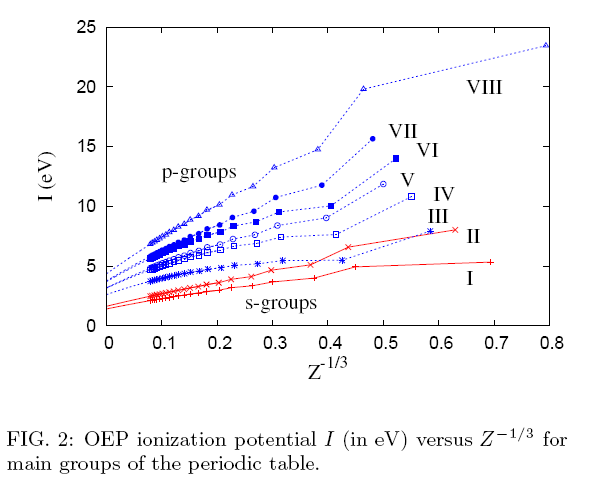 25
20
15
10
5
0
I (eV)
p-groups
s-groups
VIII
VII
VI
V
IV
III
II
I
0 0.1 0.2 0.3 0.4 0.5 0.6 0.7 0.8
Z^-1/3
FIG. 2: OEP ionization potential I (in eV) versus Z^−1/3 for
main groups of the periodic table.